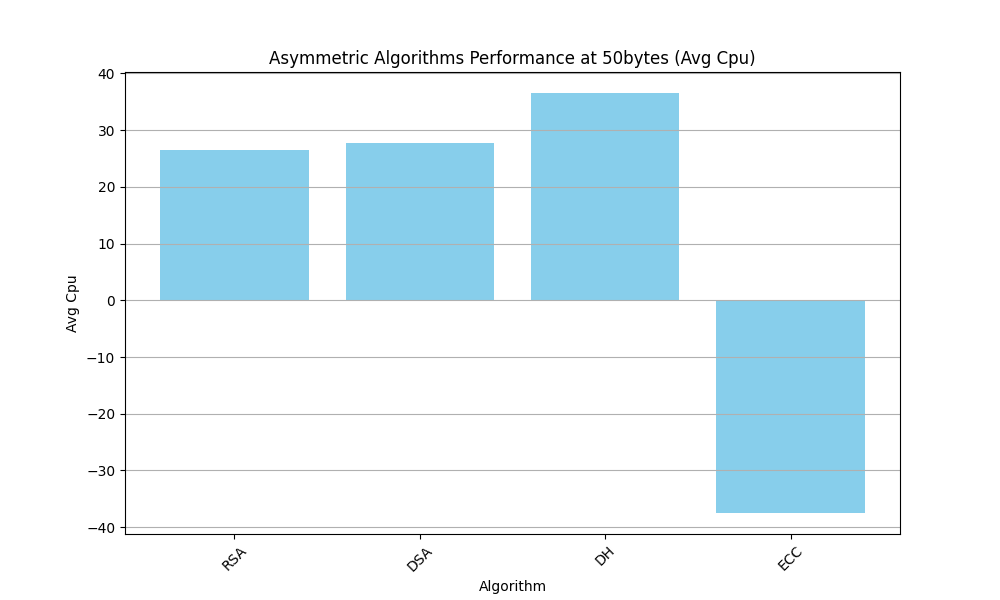 Asymmetric Algorithms Performance at 50bytes (Avg Cpu)
40
30
20
10
0
−10
−20
−30
−40
Avg Cpu
RSA
DSA
DH
ECC
Algorithm